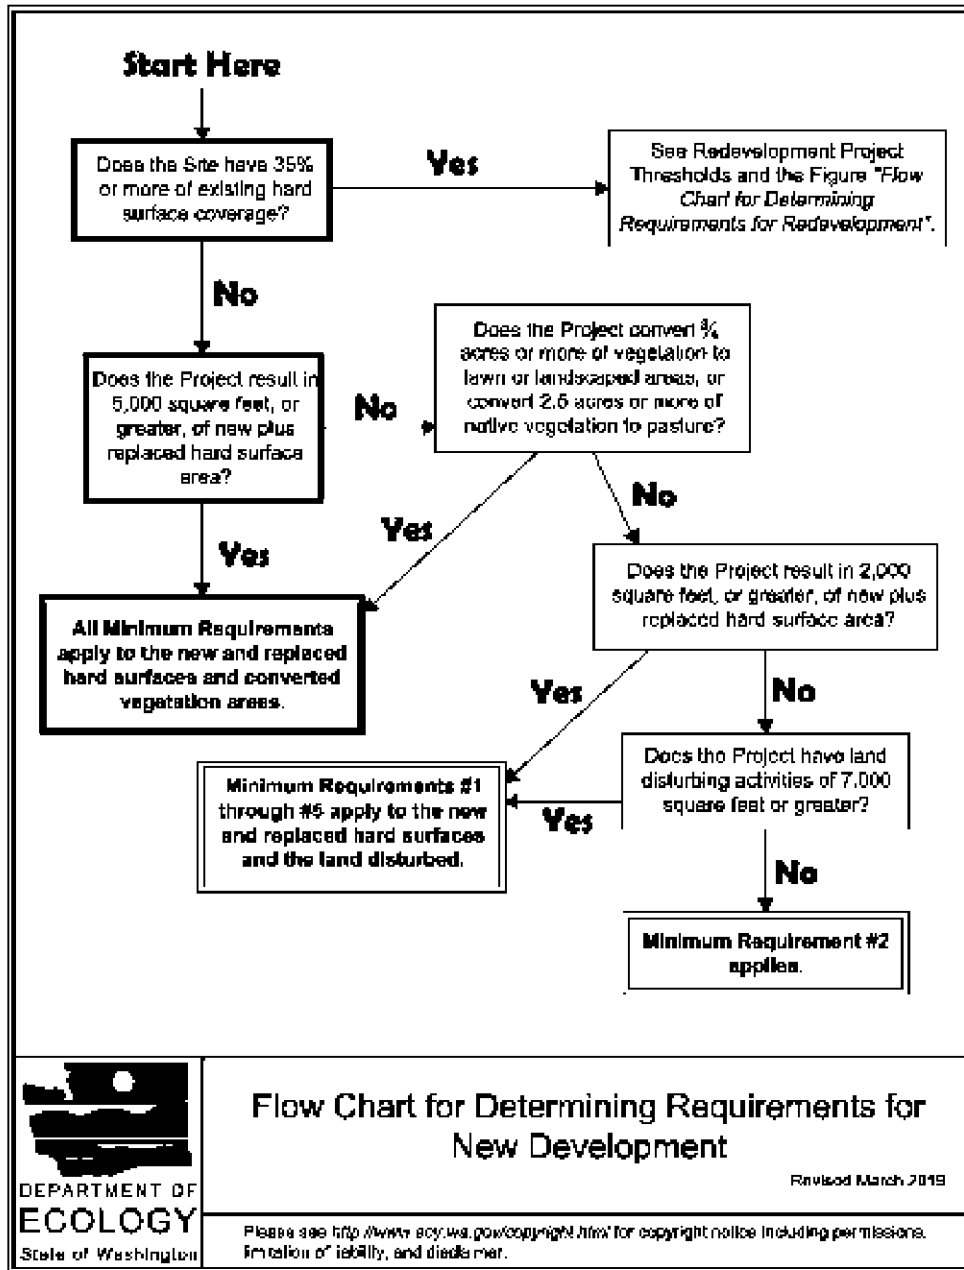 Start Here
Does the Site have 35%
or more of existing hard
surface coverage?
Yes
See Redevelopment Project
Thresholds and the Figure "Flow
Chart for Determining
Requirements for Redevelopment".
No
Does the Project convert ¾
acres or more of vegetation to
lawn or landscaped areas, or
convert 2.5 acres or more of
native vegetation to pasture?
Does the Project result in
5,000 square feet, or
greater, of new plus
replaced hard surface
area?
No
No
Yes
Yes
Does the Project result in 2,000
square feet, or greater, of new plus
replaced hard surface area?
All Minimum Requirements
apply to the new and replaced
hard surfaces and converted
vegetation areas.
Yes
No
Does the Project have land
disturbing activities of 7,000
square feet or greater?
Minimum Requirements #1
through #5 apply to the new
and replaced hard surfaces
and the land disturbed.
Yes
No
Minimum Requirement #2
applies.
Flow Chart for Determining Requirements for
New Development
Revised March 2019
DEPARTMENT OF
ECOLOGY
State of Washington
Please see http://www.ecy.wa.gov/copyright.html for copyright notice including permissions,
limitation of liability, and disclaimer.